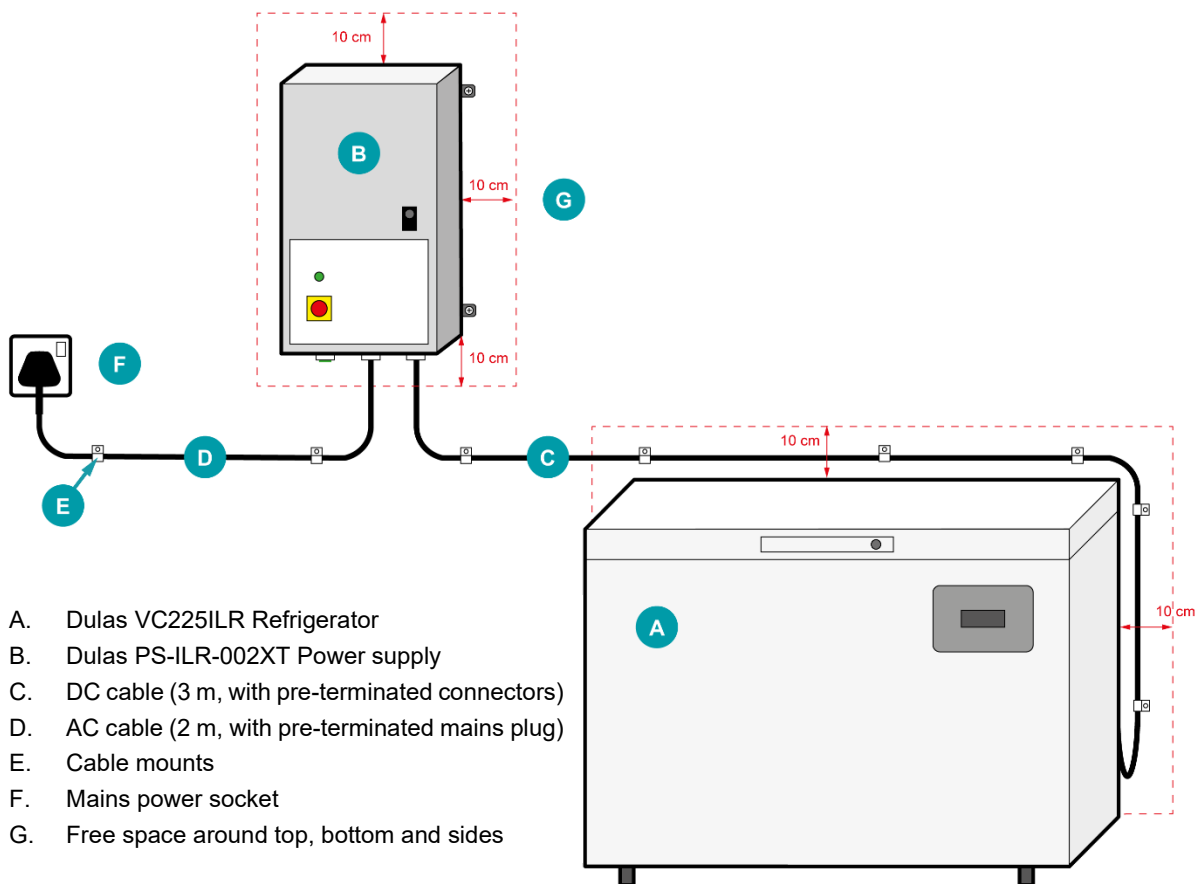 10 cm
B
10 cm
G
10 cm
F
10 cm
D
C
E
A. Dulas VC225ILR Refrigerator
B. Dulas PS-ILR-002XT Power supply
C. DC cable (3 m, with pre-terminated connectors)
D. AC cable (2 m, with pre-terminated mains plug)
E. Cable mounts
F. Mains power socket
G. Free space around top, bottom and sides
A
10 cm